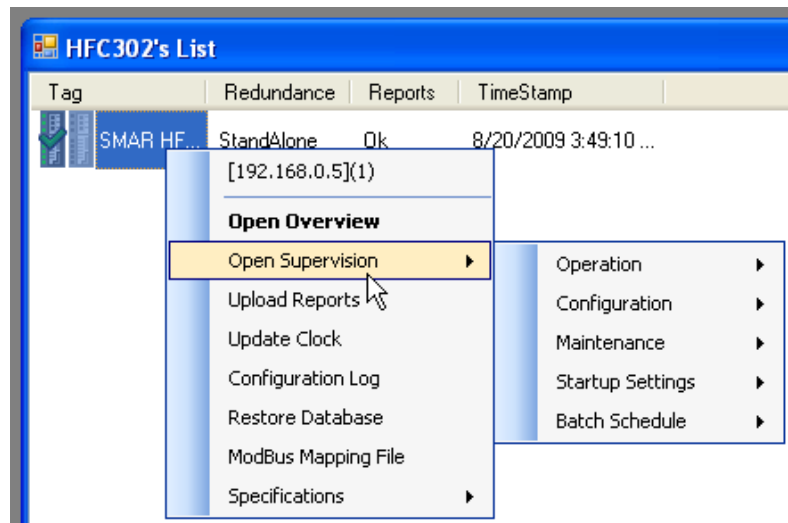 HFC302's List
Tag Redundance Reports TimeStamp
SMAR HF... StandAlone Ok 8/20/2009 3:49:10 ...
[192.168.0.5](1)
Open Overview
Open Supervision
Upload Reports
Update Clock
Configuration Log
Restore Database
ModBus Mapping File
Specifications
Operation
Configuration
Maintenance
Startup Settings
Batch Schedule